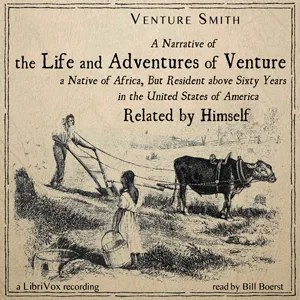 Venture Smith
A Narrative of
the Life and Adventures of Venture
a Native of Africa, But Resident above Sixty Years
in the United States of America
Related by Himself
a LibriVox recording
read by Bill Boerst